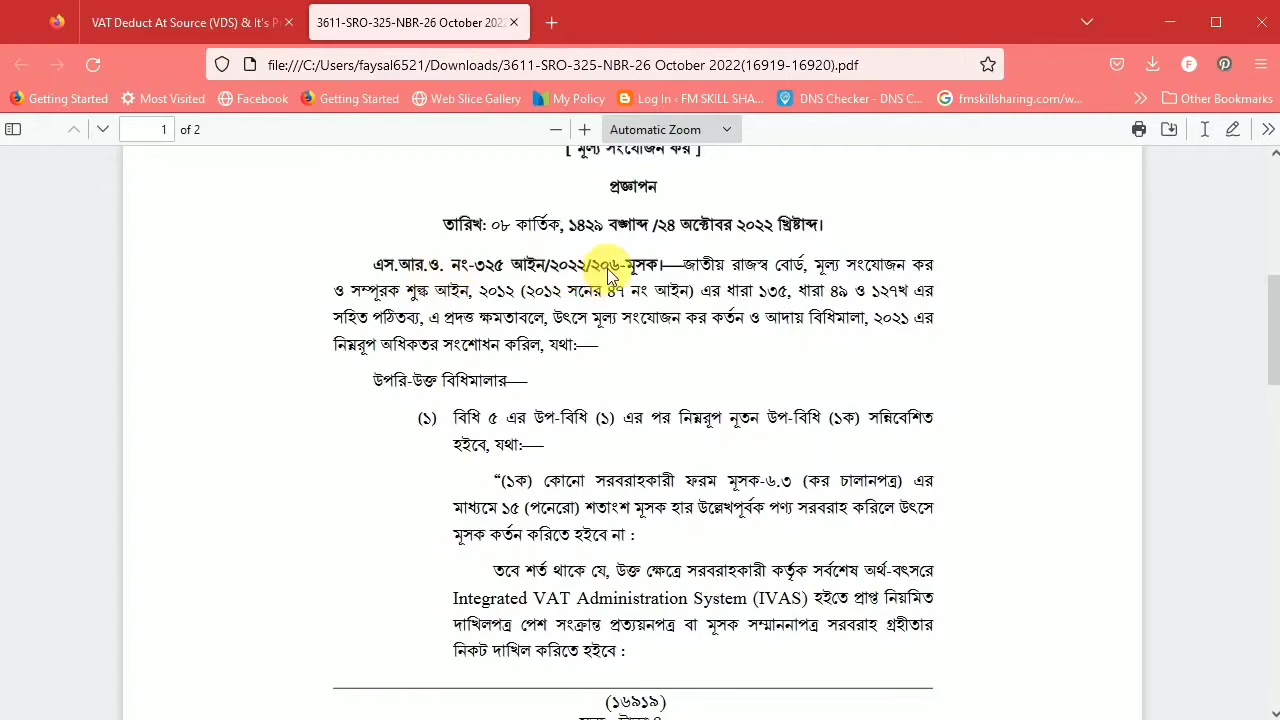 VAT Deduct At Source (VDS) & it's P
3611-SRO-325-NBR-26 October 202
file:///C:/Users/faysal6521/Downloads/3611-SRO-325-NBR-26 October 2022(16919-16920).pdf
Getting Started Most Visited Facebook Getting Started Web Slice Gallery My Policy Log In ‹ FM SKILL SHA... DNS Checker - DNS C... fmskillsharing.com/w... Other Bookmarks
1 of 2 Automatic Zoom
[ মূল্য সংযোজন কর ]
প্রজ্ঞাপন
তারিখ: ০৮ কার্তিক, ১৪২৯ বঙ্গাব্দ /২৪ অক্টোবর ২০২২ খ্রিষ্টাব্দ।
এস.আর.ও. নং-৩২৫ আইন/২০২২/২০৬-মূসক।—জাতীয় রাজস্ব বোর্ড, মূল্য সংযোজন কর
ও সম্পূরক শুল্ক আইন, ২০১২ (২০১২ সনের ৪৭ নং আইন) এর ধারা ১৩৫, ধারা ৪৯ ও ১২৭খ এর
সহিত পঠিতব্য, এ প্রদত্ত ক্ষমতাবলে, উৎসে মূল্য সংযোজন কর কর্তন ও আদায় বিধিমালা, ২০২১ এর
নিম্নরূপ অধিকতর সংশোধন করিল, যথা:—
উপরি-উক্ত বিধিমালার—
(১) বিধি ৫ এর উপ-বিধি (১) এর পর নিম্নরূপ নূতন উপ-বিধি (১ক) সন্নিবেশিত
হইবে, যথা:—
“(১ক) কোনো সরবরাহকারী ফরম মূসক-৬.৩ (কর চালানপত্র) এর
মাধ্যমে ১৫ (পনেরো) শতাংশ মূসক হার উল্লেখপূর্বক পণ্য সরবরাহ করিলে উৎসে
মূসক কর্তন করিতে হইবে না :
তবে শর্ত থাকে যে, উক্ত ক্ষেত্রে সরবরাহকারী কর্তৃক সর্বশেষ অর্থ-বৎসরে
Integrated VAT Administration System (IVAS) হইতে প্রাপ্ত নিয়মিত
দাখিলপত্র পেশ সংক্রান্ত প্রত্যয়নপত্র বা মূসক সম্মাননাপত্র সরবরাহ গ্রহীতার
নিকট দাখিল করিতে হইবে :
(১৬৯১৯)